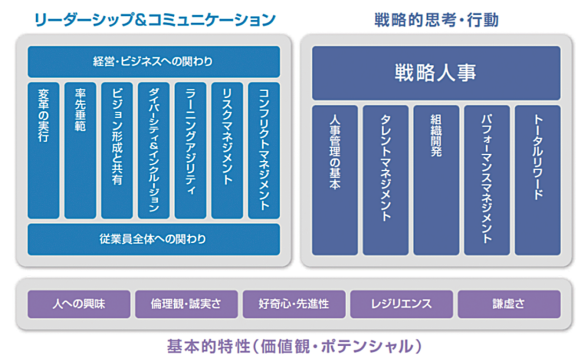 リーダーシップ&コミュニケーション
経営・ビジネスへの関わり
変革の実行
率先垂範
ビジョン形成と共有
ダイバーシティ&インクルージョン
ラーニングアジリティ
リスクマネジメント
コンフリクトマネジメント
従業員全体への関わり
戦略的思考・行動
戦略人事
人事管理の基本
タレントマネジメント
組織開発
パフォーマンスマネジメント
トータルリワード
人への興味
倫理観・誠実さ
好奇心・先進性
レジリエンス
謙虚さ
基本的特性（価値観・ポテンシャル）